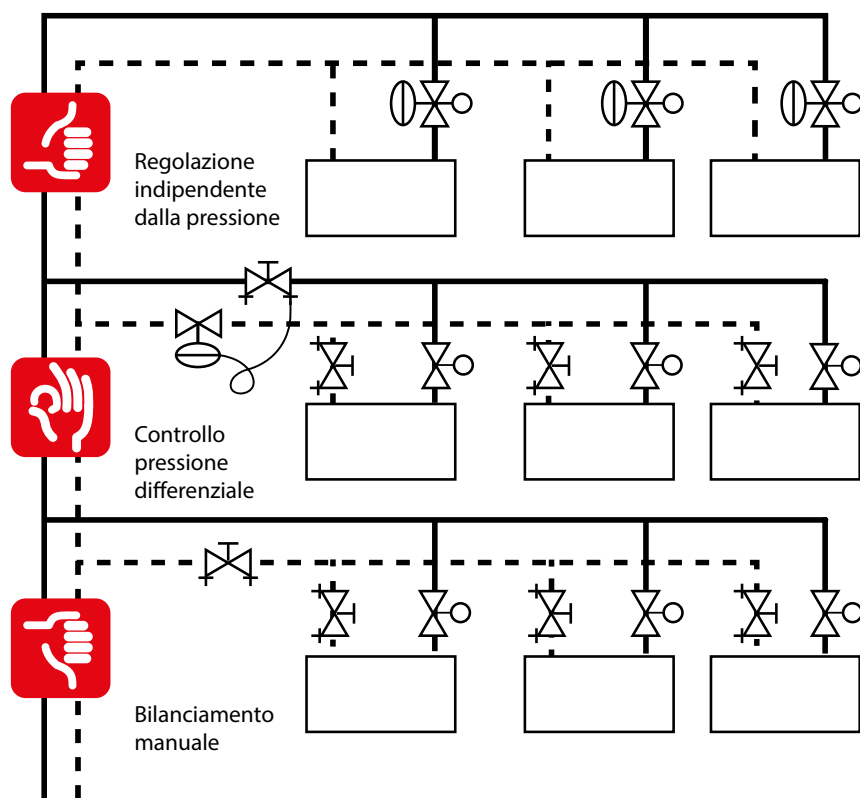 Regolazione
indipendente
dalla pressione
Controllo
pressione
differenziale
Bilanciamento
manuale